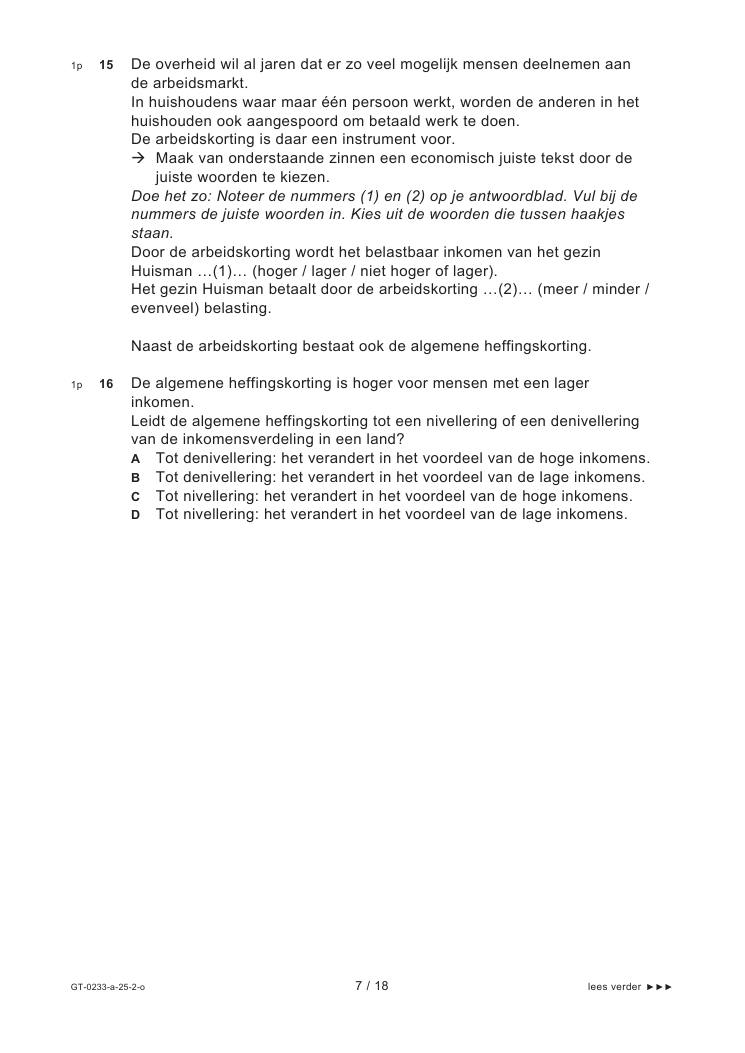 1p 15 De overheid wil al jaren dat er zo veel mogelijk mensen deelnemen aan
de arbeidsmarkt.
In huishoudens waar maar één persoon werkt, worden de anderen in het
huishouden ook aangespoord om betaald werk te doen.
De arbeidskorting is daar een instrument voor.
→ Maak van onderstaande zinnen een economisch juiste tekst door de
juiste woorden te kiezen.
Doe het zo: Noteer de nummers (1) en (2) op je antwoordblad. Vul bij de
nummers de juiste woorden in. Kies uit de woorden die tussen haakjes
staan.
Door de arbeidskorting wordt het belastbaar inkomen van het gezin
Huisman …(1)… (hoger / lager / niet hoger of lager).
Het gezin Huisman betaalt door de arbeidskorting …(2)… (meer / minder /
evenveel) belasting.
Naast de arbeidskorting bestaat ook de algemene heffingskorting.
1p 16 De algemene heffingskorting is hoger voor mensen met een lager
inkomen.
Leidt de algemene heffingskorting tot een nivellering of een denivellering
van de inkomensverdeling in een land?
A Tot denivellering: het verandert in het voordeel van de hoge inkomens.
B Tot denivellering: het verandert in het voordeel van de lage inkomens.
C Tot nivellering: het verandert in het voordeel van de hoge inkomens.
D Tot nivellering: het verandert in het voordeel van de lage inkomens.
GT-0233-a-25-2-o 7 / 18 lees verder ►►►